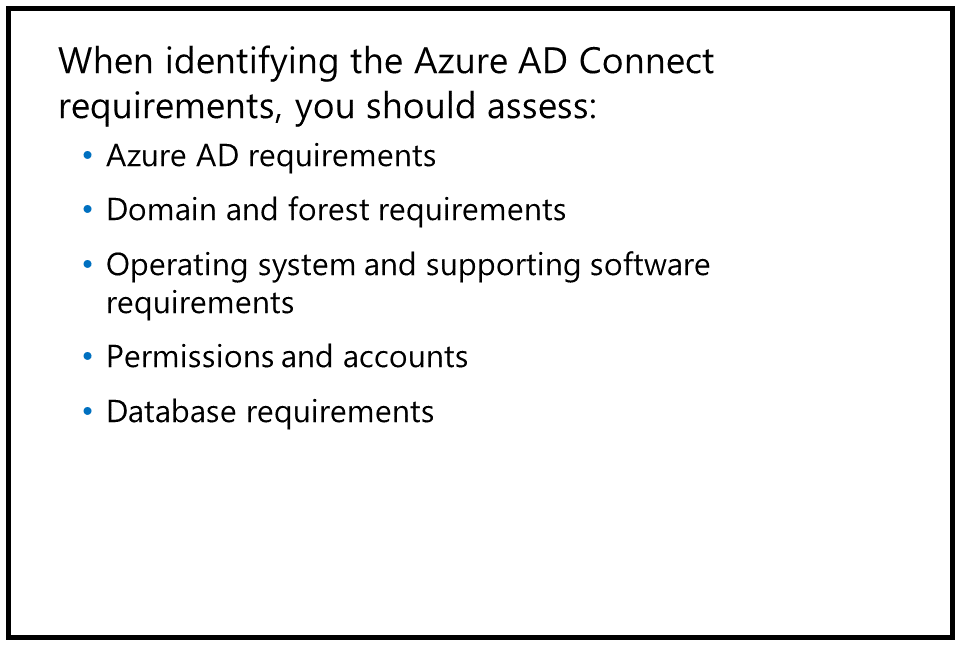 When identifying the Azure AD Connect
requirements, you should assess:
• Azure AD requirements
• Domain and forest requirements
• Operating system and supporting software
requirements
• Permissions and accounts
• Database requirements